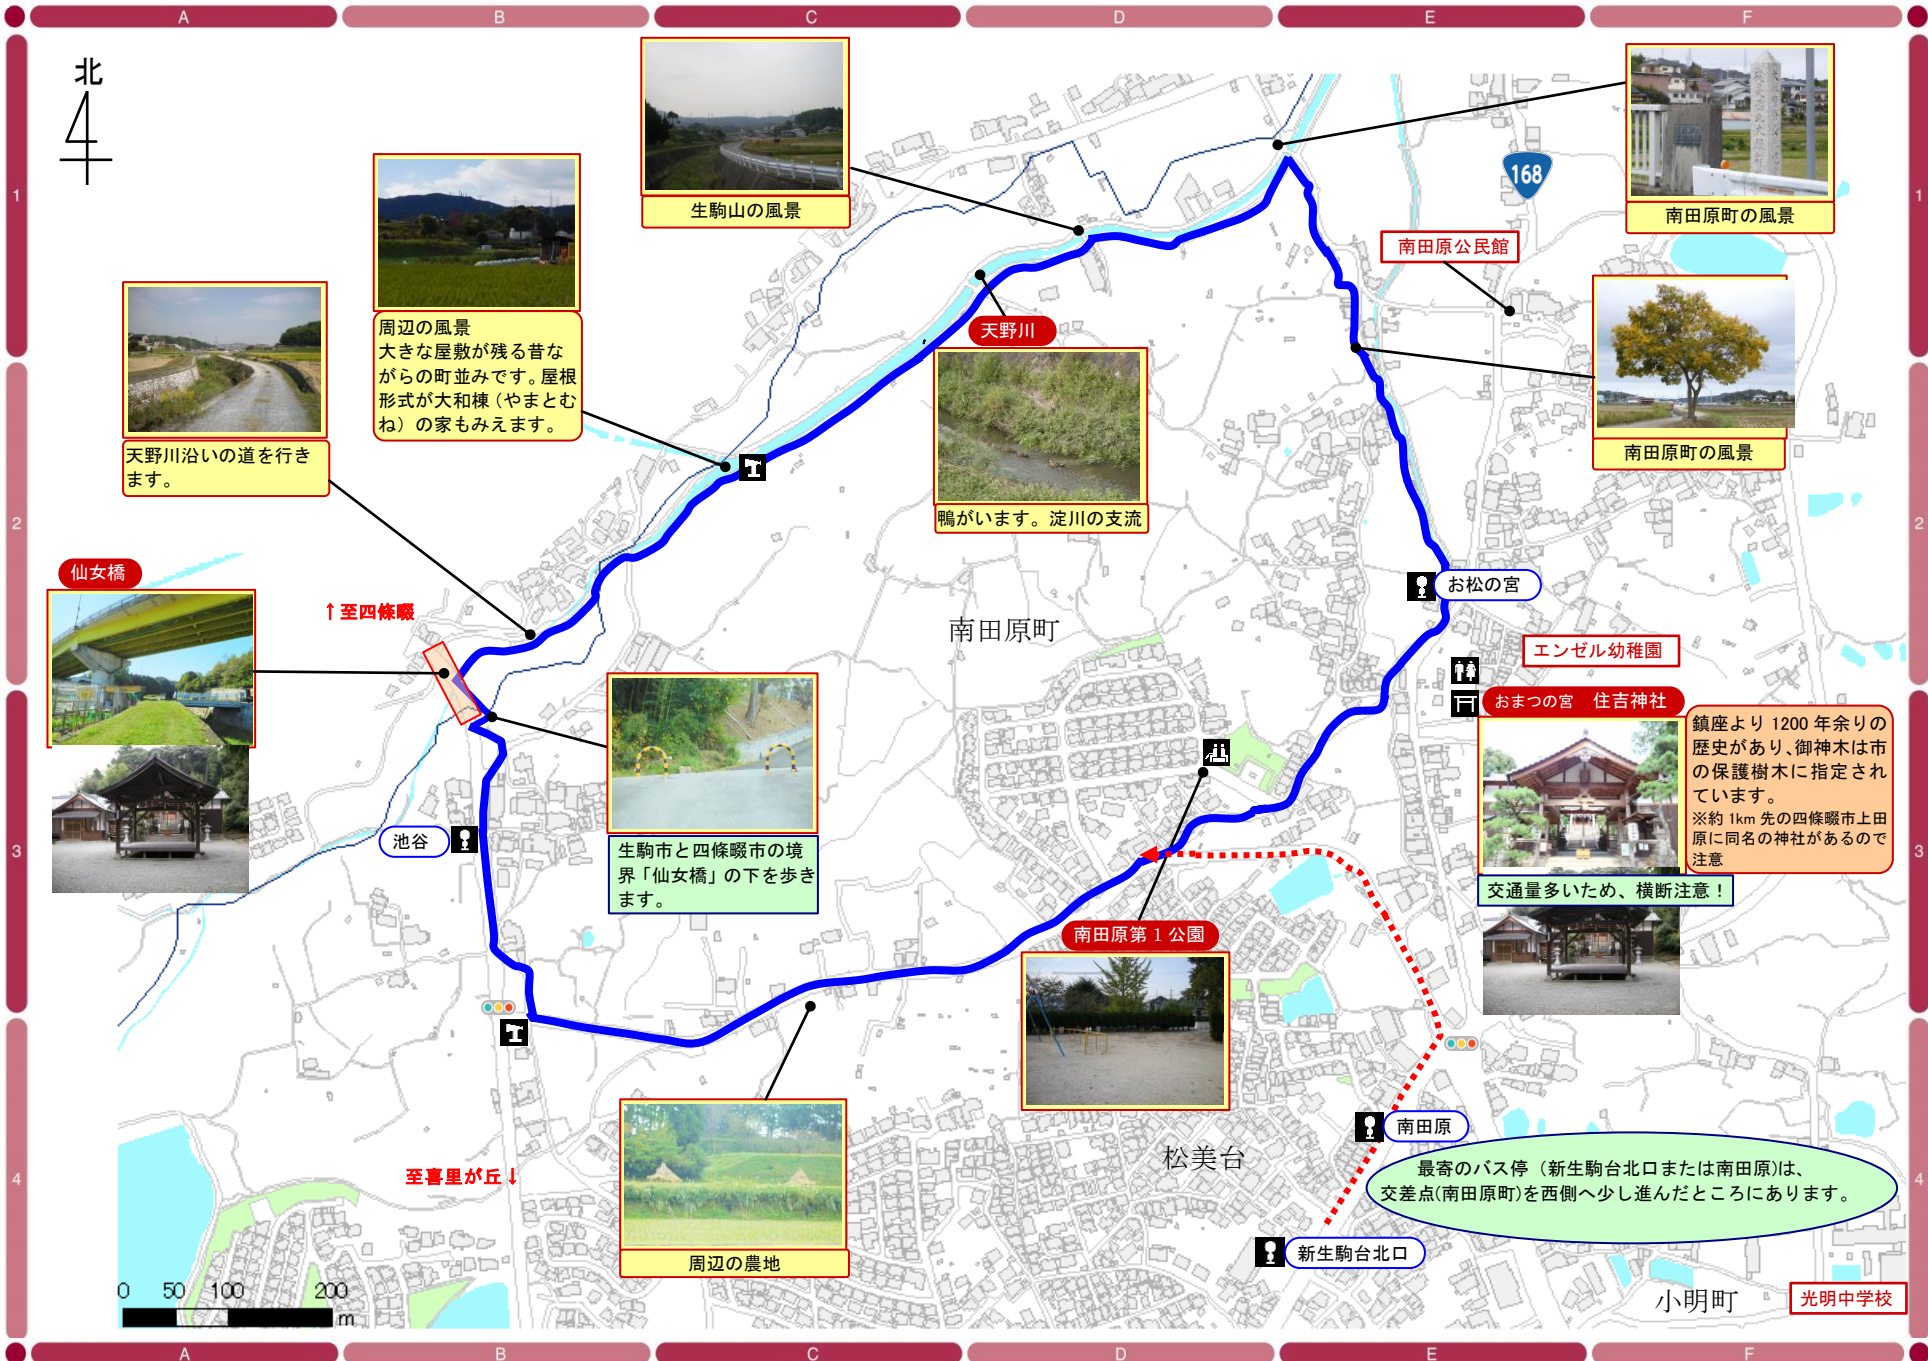 A
B
C
D
E
F
1
1
北
168
生駒山の風景
南田原町の風景
南田原公民館
周辺の風景
大きな屋敷が残る昔な
がらの町並みです。屋根
形式が大和棟（やまとむ
ね）の家もみえます。
天野川
南田原町の風景
天野川沿いの道を行き
ます。
鴨がいます。淀川の支流
2
2
仙女橋
↑至四條畷
お松の宮
南田原町
エンゼル幼稚園
おまつの宮 住吉神社
鎮座より 1200 年余りの
歴史があり、御神木は市
の保護樹木に指定され
ています。
※約 1km 先の四條畷市上田
原に同名の神社があるので
注意
交通量多いため、横断注意！
池谷
生駒市と四條畷市の境
界「仙女橋」の下を歩き
ます。
3
3
南田原第 1 公園
南田原
松美台
最寄のバス停（新生駒台北口または南田原)は、
交差点(南田原町)を西側へ少し進んだところにあります。
至喜里が丘↓
4
4
周辺の農地
新生駒台北口
小明町
光明中学校
0 50 100 200
m
A
B
C
D
E
F